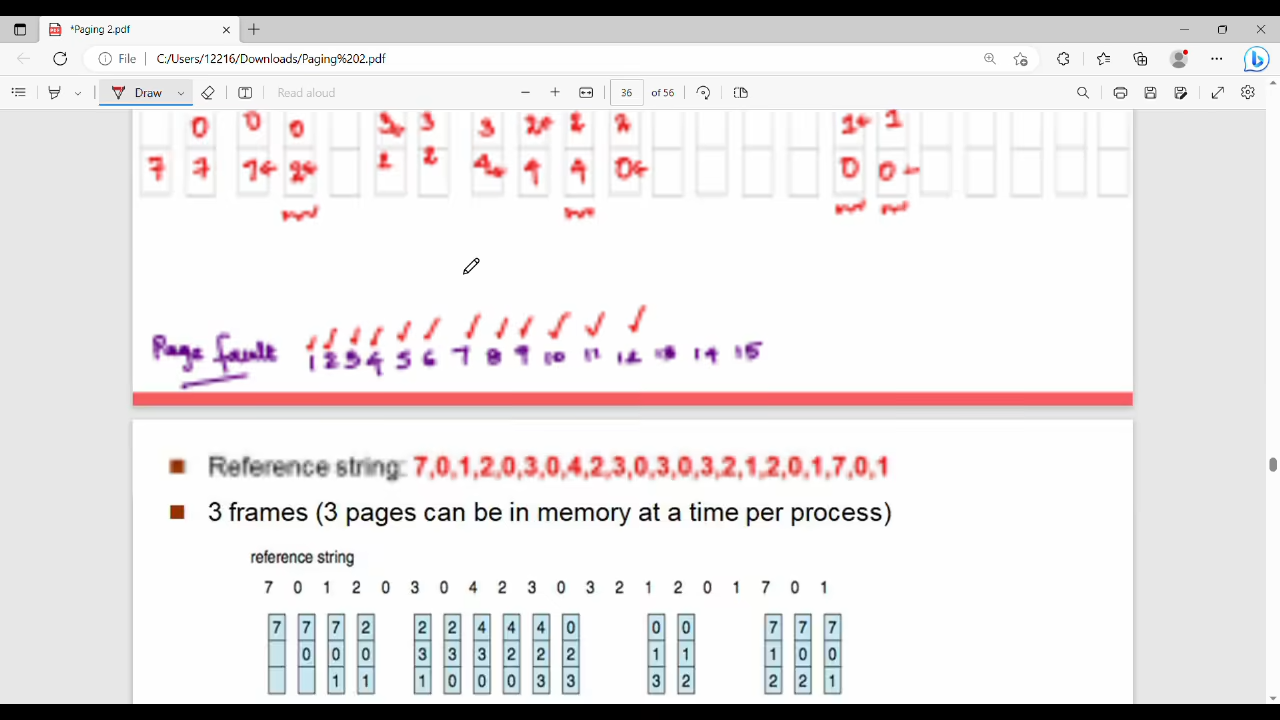 *Paging 2.pdf
File C:/Users/12216/Downloads/Paging%202.pdf
Draw Read aloud 36 of 56
0 0 0 3 3 3 2 2 2 1 1
7 7 1 2 2 2 4 4 4 0 0 0
Page fault 1 2 3 4 5 6 7 8 9 10 11 12 13 14 15
Reference string: 7,0,1,2,0,3,0,4,2,3,0,3,0,3,2,1,2,0,1,7,0,1
3 frames (3 pages can be in memory at a time per process)
reference string
7 0 1 2 0 3 0 4 2 3 0 3 2 1 2 0 1 7 0 1
7 7 7 2 2 2 4 4 4 0 0 0 7 7 7
0 0 0 3 3 3 2 2 2 1 1 1 0 0
1 1 1 0 0 0 3 3 3 2 2 2 1